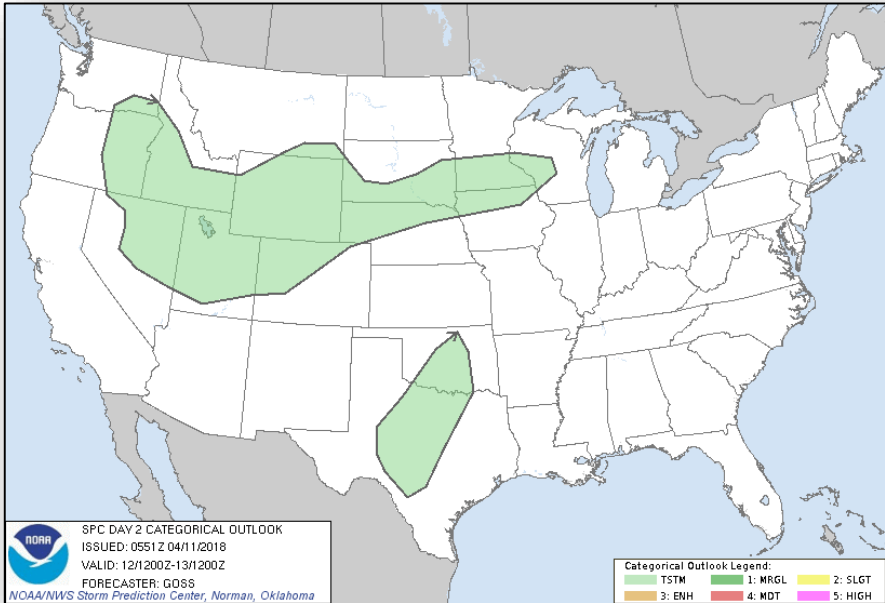 NOAA
SPC DAY 2 CATEGORICAL OUTLOOK
ISSUED: 0551Z 04/11/2018
VALID: 12/1200Z-13/1200Z
FORECASTER: GOSS
NOAA/NWS Storm Prediction Center, Norman, Oklahoma
Categorical Outlook Legend:
TSTM 1: MRGL 2: SLGT
3: ENH 4: MDT 5: HIGH